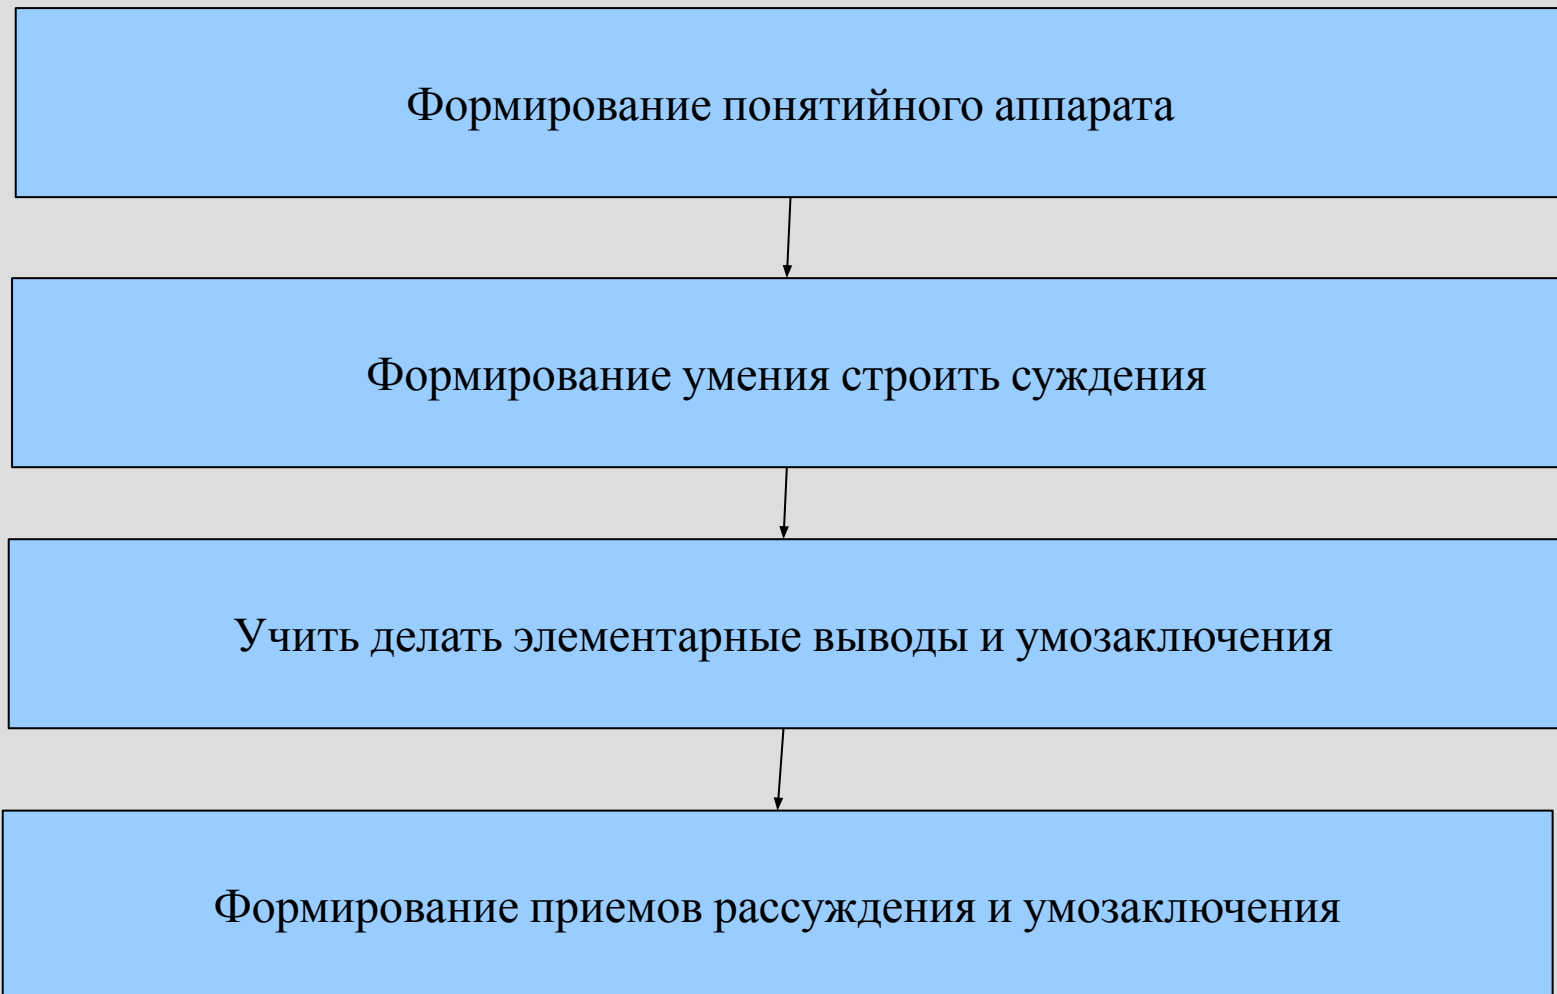 Формирование понятийного аппарата
Формирование умения строить суждения
Учить делать элементарные выводы и умозаключения
Формирование приемов рассуждения и умозаключения